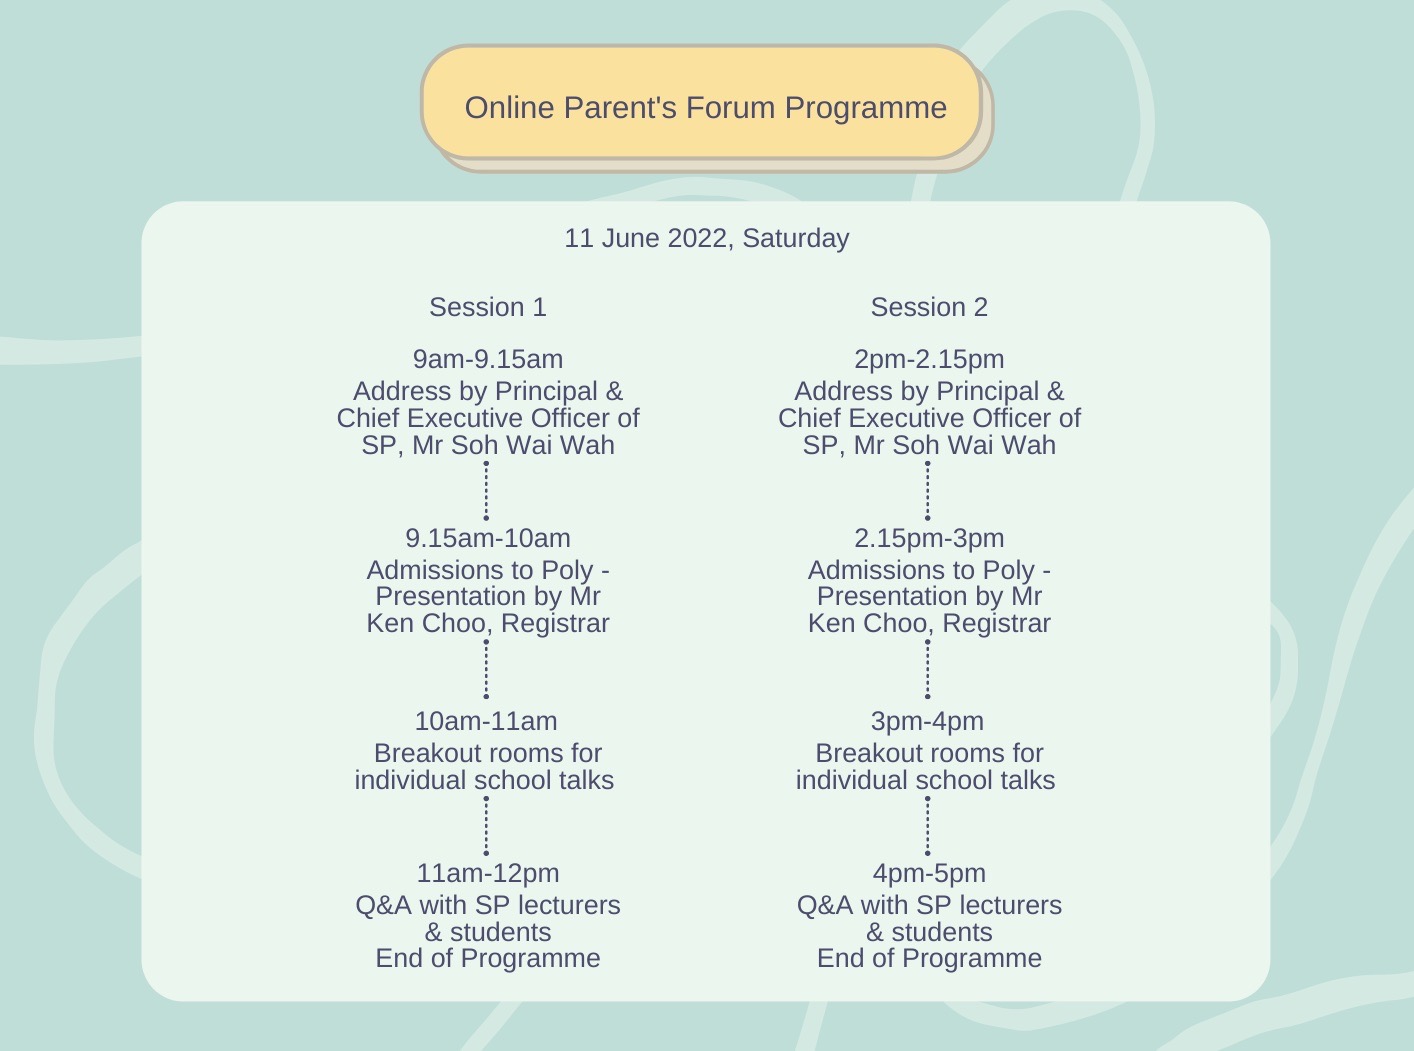 Online Parent's Forum Programme
11 June 2022, Saturday
Session 1
9am-9.15am
Address by Principal &
Chief Executive Officer of
SP, Mr Soh Wai Wah
9.15am-10am
Admissions to Poly -
Presentation by Mr
Ken Choo, Registrar
10am-11am
Breakout rooms for
individual school talks
11am-12pm
Q&A with SP lecturers
& students
End of Programme
Session 2
2pm-2.15pm
Address by Principal &
Chief Executive Officer of
SP, Mr Soh Wai Wah
2.15pm-3pm
Admissions to Poly -
Presentation by Mr
Ken Choo, Registrar
3pm-4pm
Breakout rooms for
individual school talks
4pm-5pm
Q&A with SP lecturers
& students
End of Programme